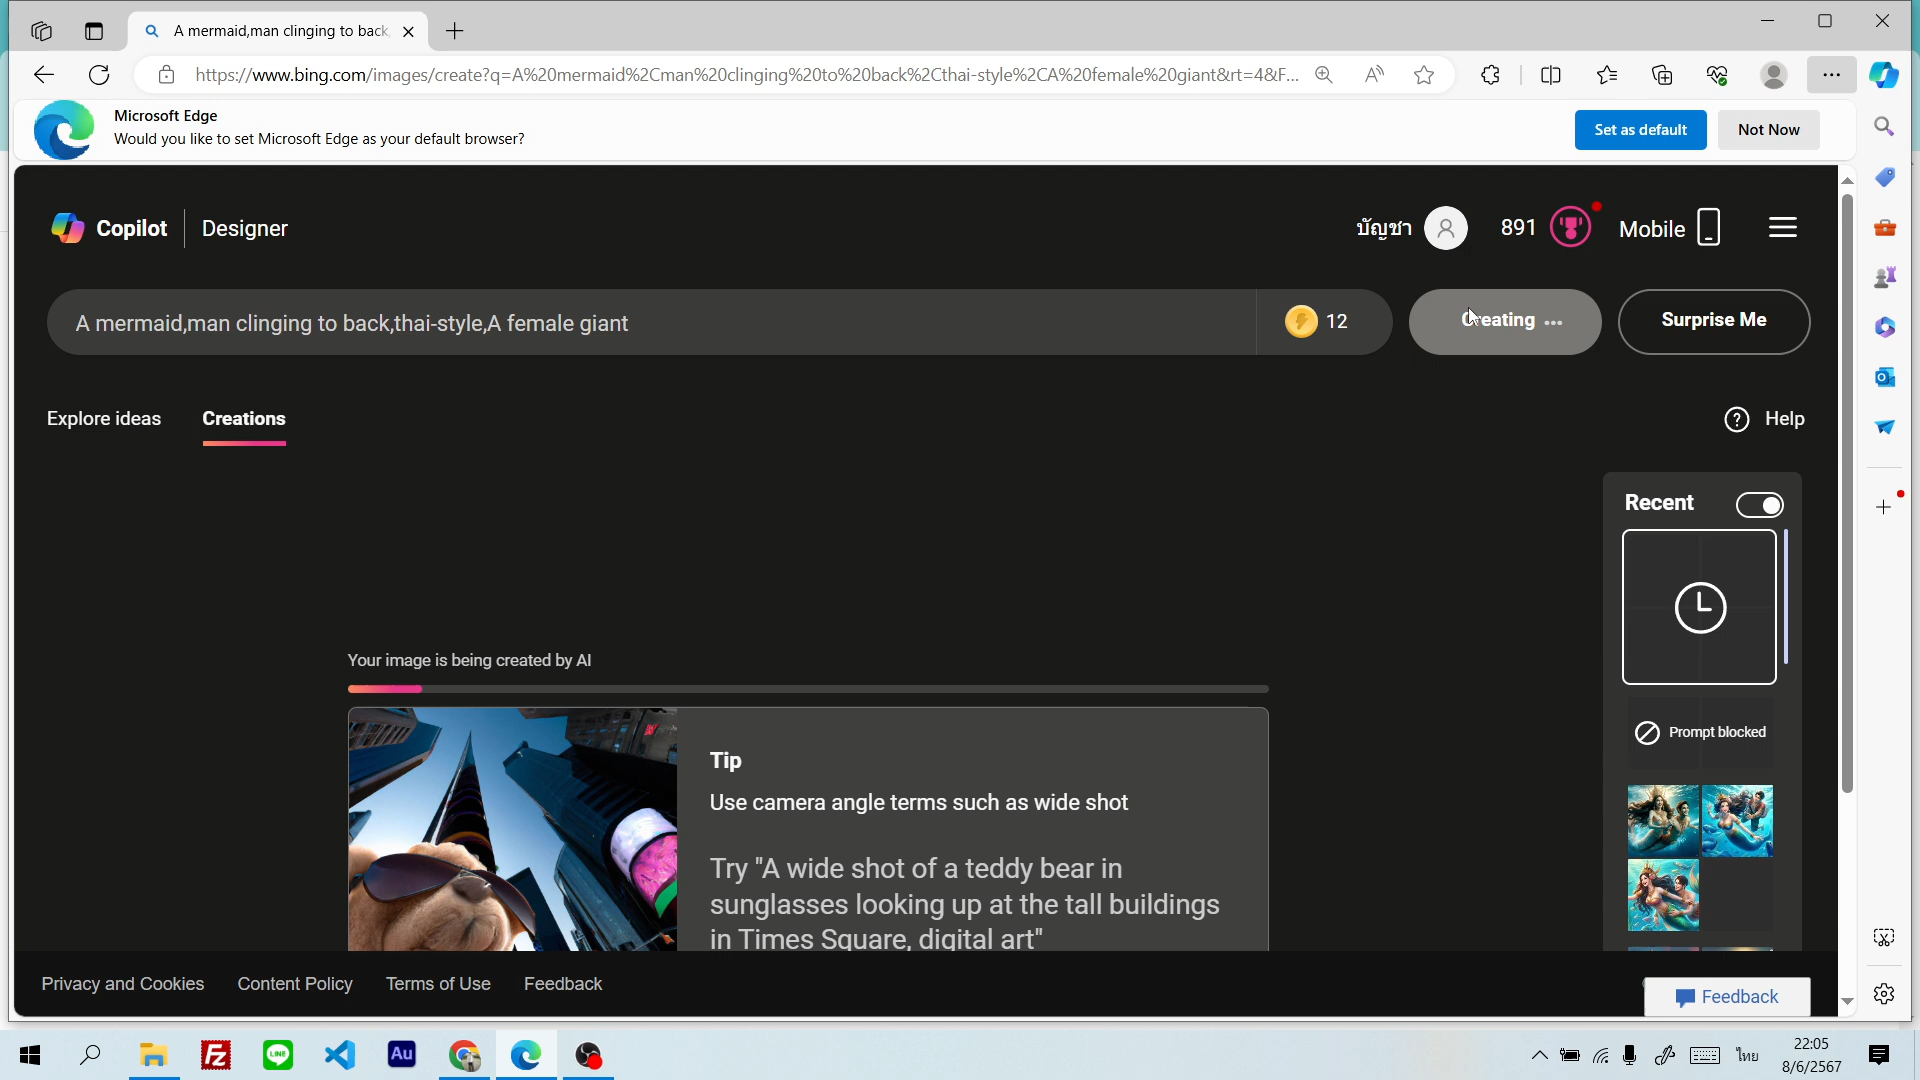 A mermaid,man clinging to back
https://www.bing.com/images/create?q=A%20mermaid%2Cman%20clinging%20to%20back%2Cthai-style%2CA%20female%20giant&rt=4&F...
Microsoft Edge
Would you like to set Microsoft Edge as your default browser?
Set as default
Not Now
Copilot
Designer
บัญชา
891
Mobile
A mermaid,man clinging to back,thai-style,A female giant
12
Creating ...
Surprise Me
Explore ideas
Creations
Help
Recent
Your image is being created by AI
Prompt blocked
Tip
Use camera angle terms such as wide shot
Try "A wide shot of a teddy bear in
sunglasses looking up at the tall buildings
in Times Square, digital art"
Privacy and Cookies
Content Policy
Terms of Use
Feedback
Feedback
LINE
Au
ไทย
22:05
8/6/2567